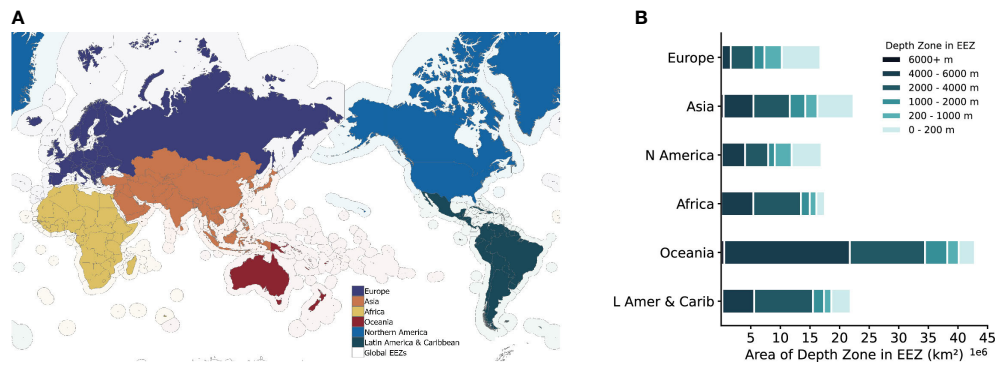 A
Europe
Asia
Africa
Oceania
Northern America
Latin America & Caribbean
Global EEZs
B
Depth Zone in EEZ
6000+ m
4000 - 6000 m
2000 - 4000 m
1000 - 2000 m
200 - 1000 m
0 - 200 m
Europe
Asia
N America
Africa
Oceania
L Amer & Carib
5 10 15 20 25 30 35 40 45
Area of Depth Zone in EEZ (km²) 1e6